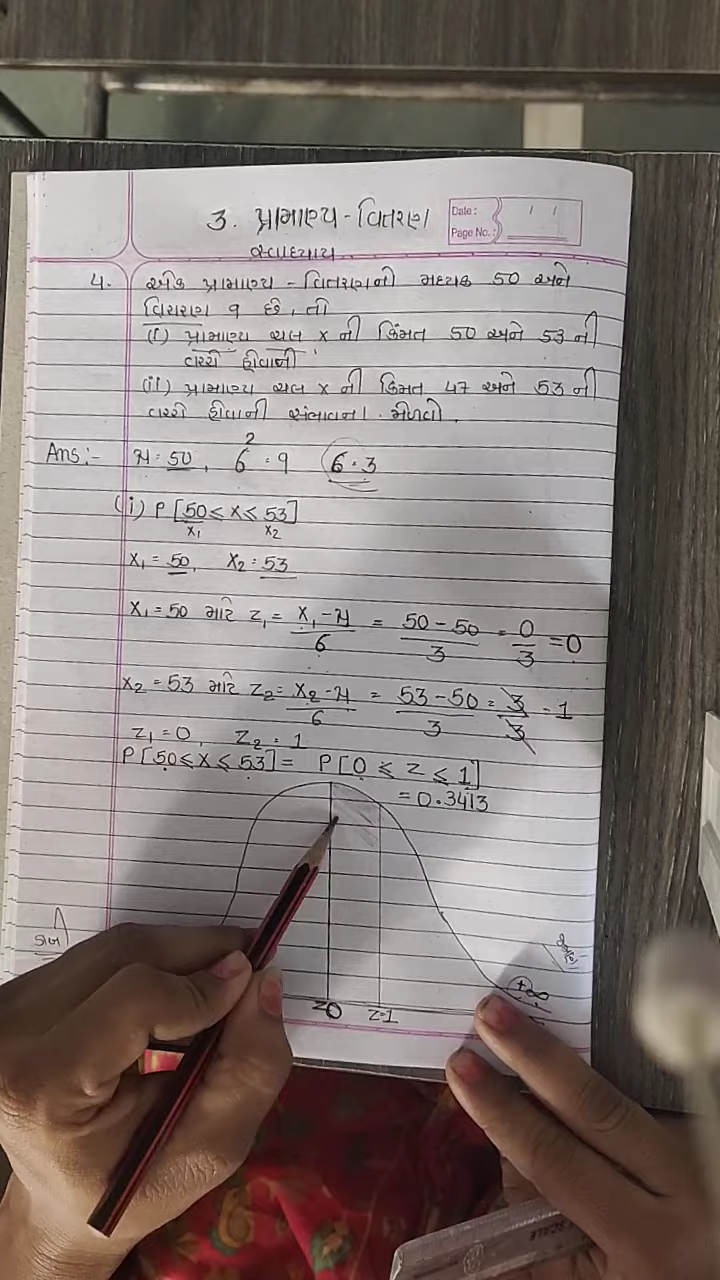 3. પ્રામાણ્ય - વિતરણ
Date : / /
Page No. :
સ્વાધ્યાય
4. એક પ્રામાણ્ય - વિતરણનો મધ્યક 50 અને
વિચરણ 9 છે, તો
(i) પ્રામાણ્ય ચલ x ની કિંમત 50 અને 53 ની
વચ્ચે હોવાની
(ii) પ્રામાણ્ય ચલ x ની કિંમત 47 અને 53 ની
વચ્ચે હોવાની સંભાવના મેળવો.
Ans :- μ = 50, σ² = 9 σ = 3
(i) P [50 ≤ x ≤ 53]
x₁ x₂
x₁ = 50, x₂ = 53
x₁ = 50 માટે z₁ = x₁ - μ / σ = 50 - 50 / 3 = 0 / 3 = 0
x₂ = 53 માટે z₂ = x₂ - μ / σ = 53 - 50 / 3 = 3 / 3 = 1
z₁ = 0, z₂ = 1
P [50 ≤ x ≤ 53] = P [0 ≤ z ≤ 1]
= 0.3413
ડાબી
+∞
z=0 z=1
SCALE